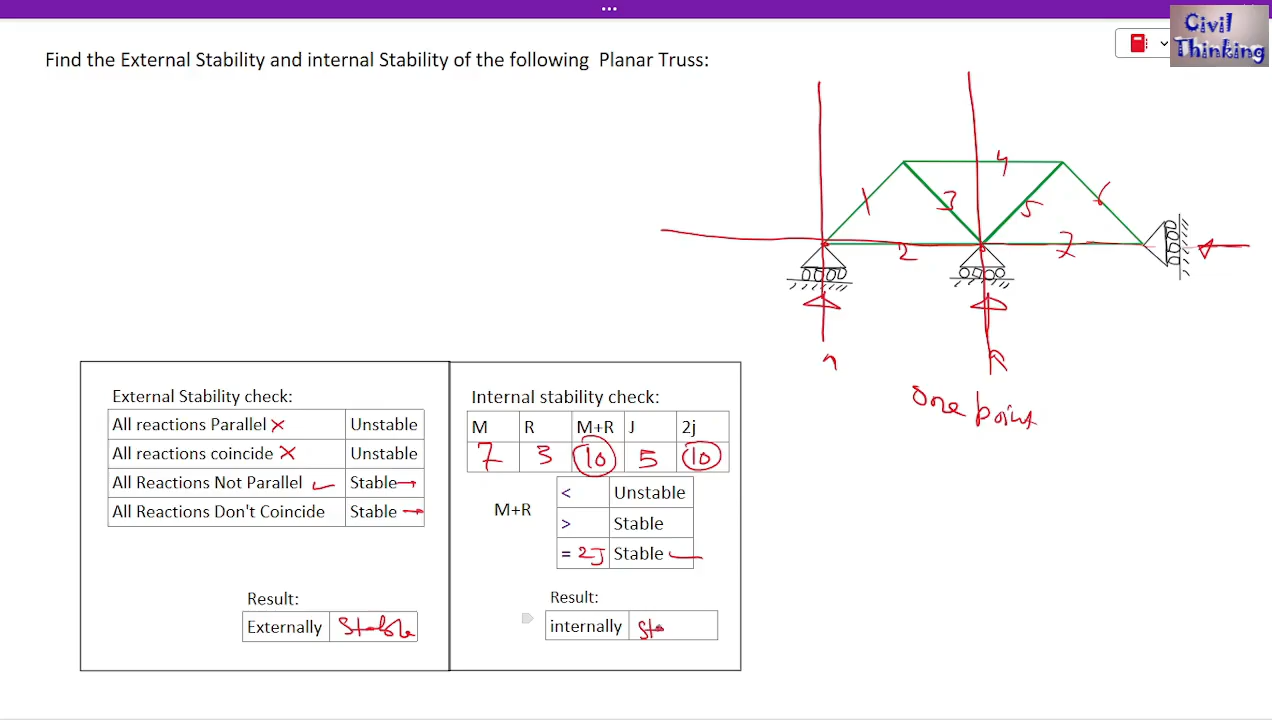 Civil
Thinking
Find the External Stability and internal Stability of the following Planar Truss:
4
1
3
5
6
2
7
R
One point
External Stability check:
All reactions Parallel × Unstable
All reactions coincide × Unstable
All Reactions Not Parallel ✓ Stable →
All Reactions Don't Coincide Stable →
Result:
Externally Stable
Internal stability check:
M R M+R J 2j
7 3 10 5 10
M+R
< Unstable
> Stable
= 2J Stable
Result:
internally Sta